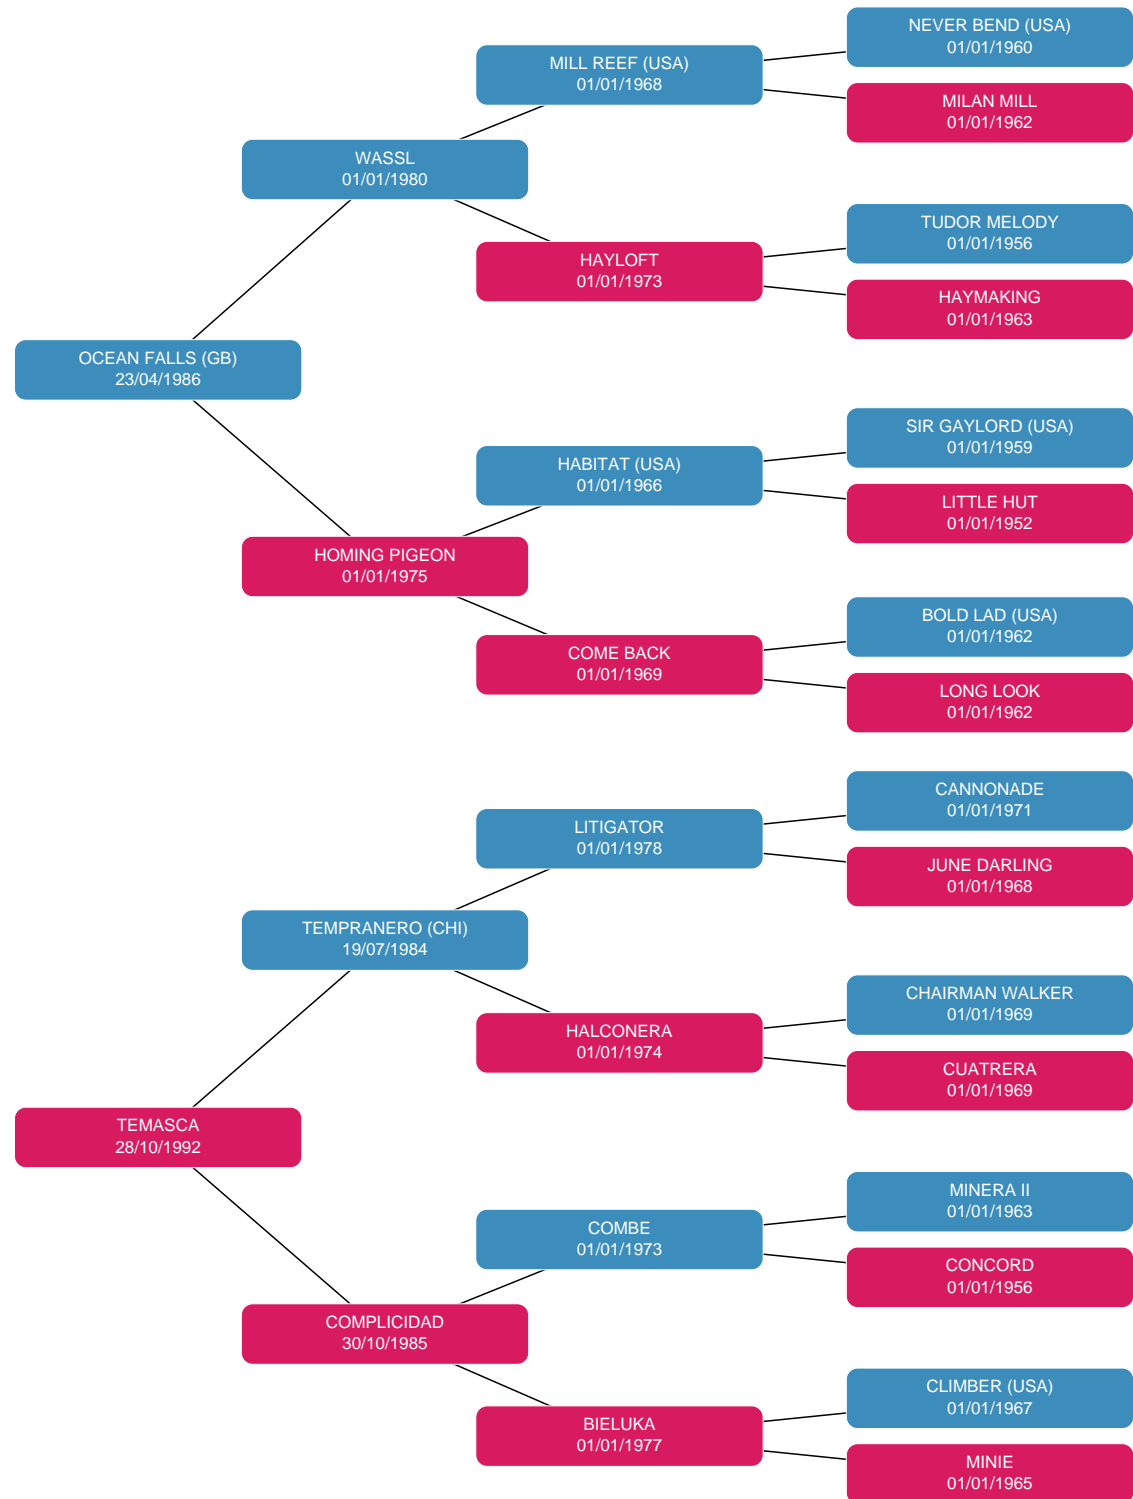 NEVER BEND (USA)
01/01/1960
MILL REEF (USA)
01/01/1968
MILAN MILL
01/01/1962
WASSL
01/01/1980
TUDOR MELODY
01/01/1956
HAYLOFT
01/01/1973
HAYMAKING
01/01/1963
OCEAN FALLS (GB)
23/04/1986
SIR GAYLORD (USA)
01/01/1959
HABITAT (USA)
01/01/1966
LITTLE HUT
01/01/1952
HOMING PIGEON
01/01/1975
BOLD LAD (USA)
01/01/1962
COME BACK
01/01/1969
LONG LOOK
01/01/1962
CANNONADE
01/01/1971
LITIGATOR
01/01/1978
JUNE DARLING
01/01/1968
TEMPRANERO (CHI)
19/07/1984
CHAIRMAN WALKER
01/01/1969
HALCONERA
01/01/1974
CUATRERA
01/01/1969
TEMASCA
28/10/1992
MINERA II
01/01/1963
COMBE
01/01/1973
CONCORD
01/01/1956
COMPLICIDAD
30/10/1985
CLIMBER (USA)
01/01/1967
BIELUKA
01/01/1977
MINIE
01/01/1965